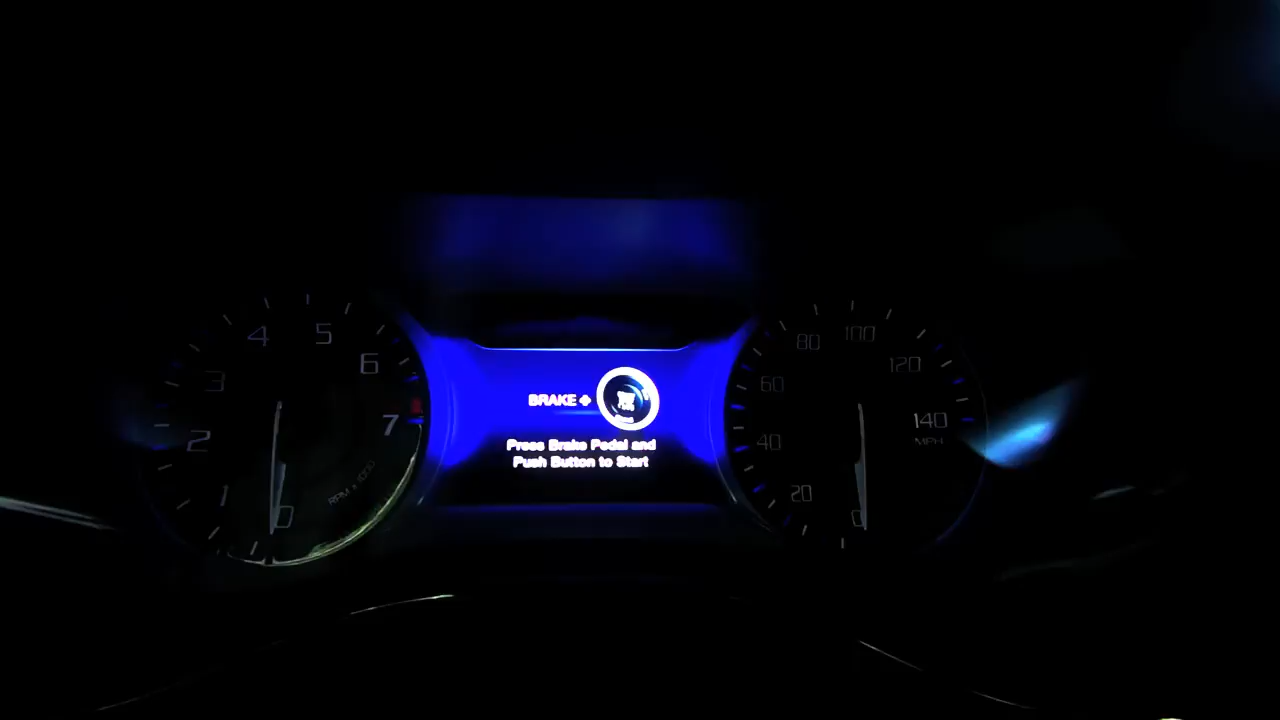 4 5
3 6
2 7
1 0
RPM x 1000
BRAKE +
Press Brake Pedal and
Push Button to Start
80 100
60 120
40 140
MPH
20
0